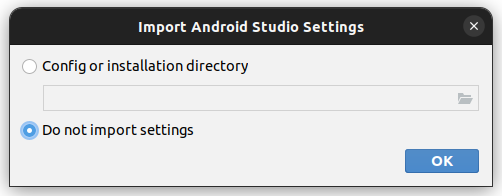 Import Android Studio Settings
Config or installation directory
Do not import settings
OK